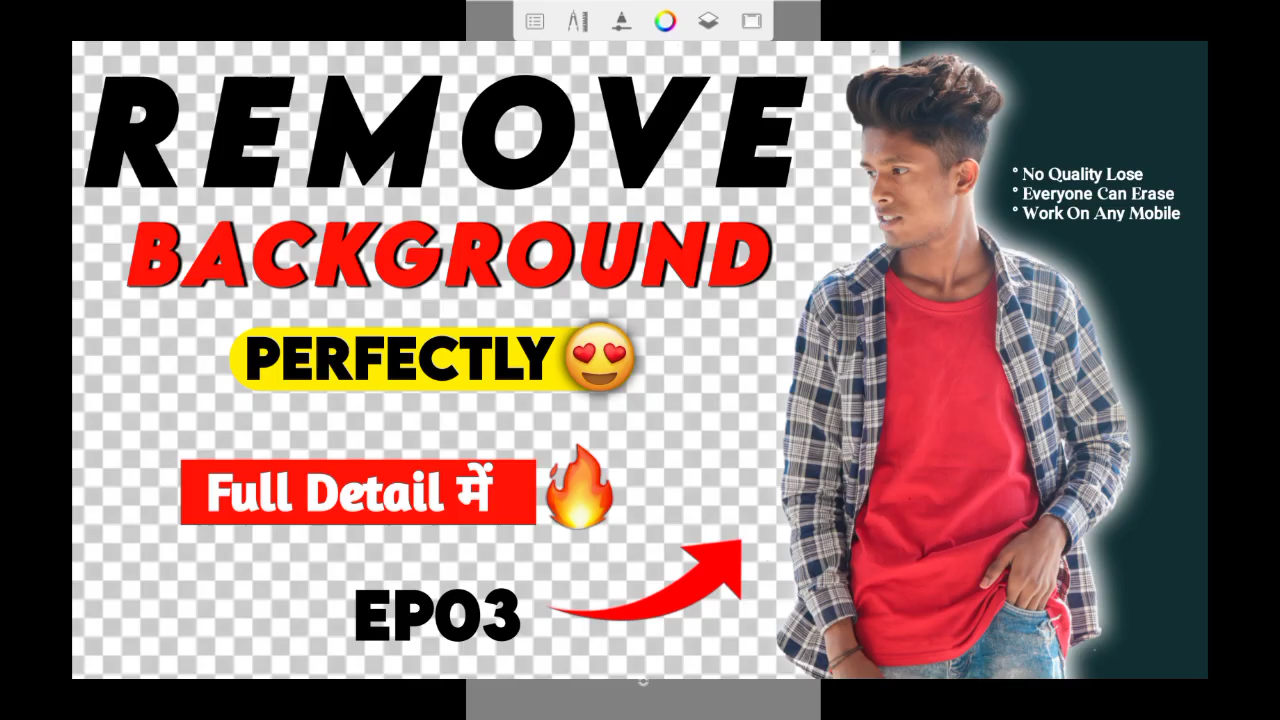 REMOVE
BACKGROUND
PERFECTLY😍
Full Detail में🔥
EP03
° No Quality Lose
° Everyone Can Erase
° Work On Any Mobile